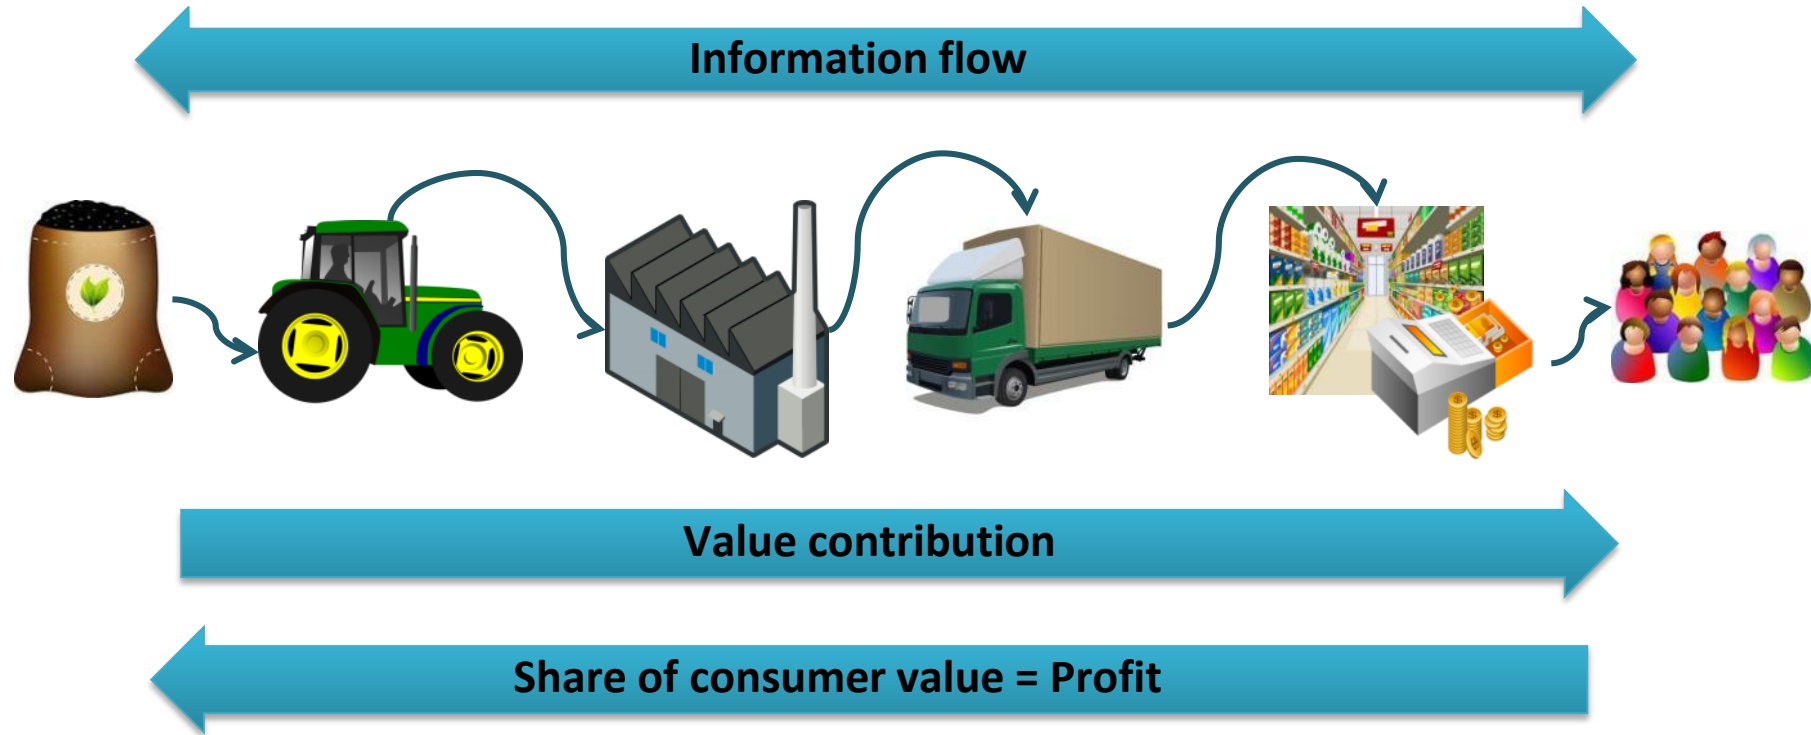 Information flow
Value contribution
Share of consumer value = Profit